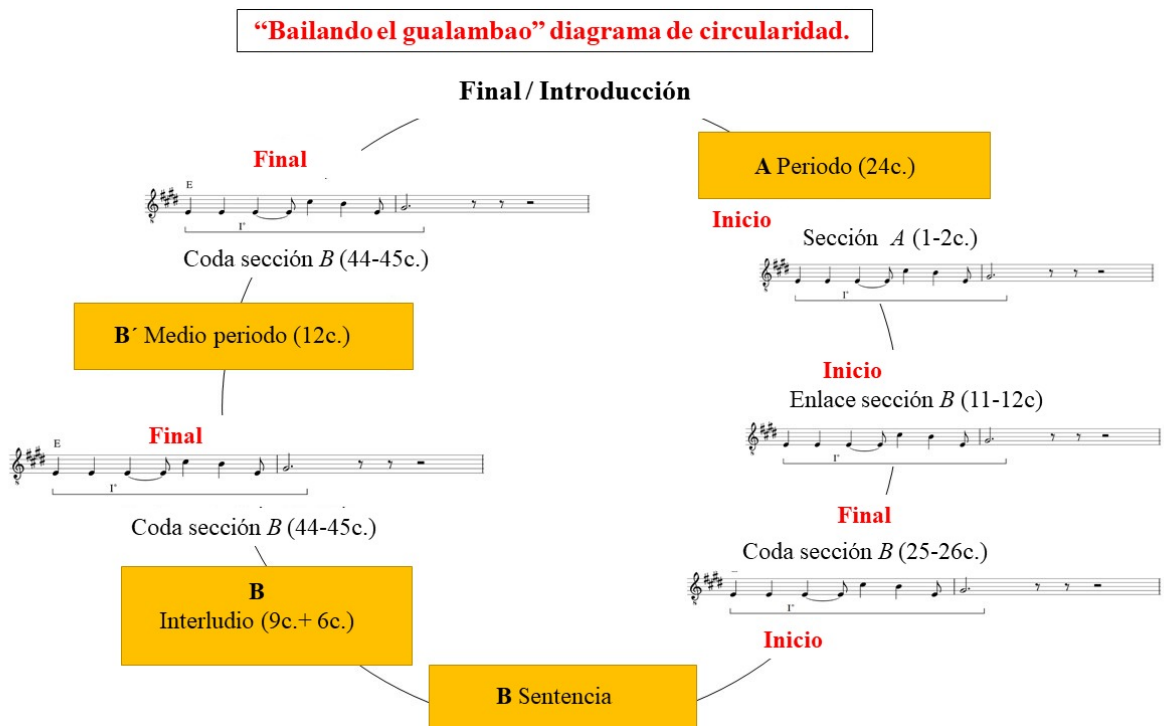 “Bailando el gualambao” diagrama de circularidad.
Final / Introducción
A Periodo (24c.)
Inicio
Sección A (1-2c.)
r
Inicio
Enlace sección B (11-12c)
r
Final
Coda sección B (25-26c.)
r
Inicio
B Sentencia
B
Interludio (9c.+ 6c.)
Coda sección B (44-45c.)
Final
E
r
B´ Medio periodo (12c.)
Coda sección B (44-45c.)
Final
E
r